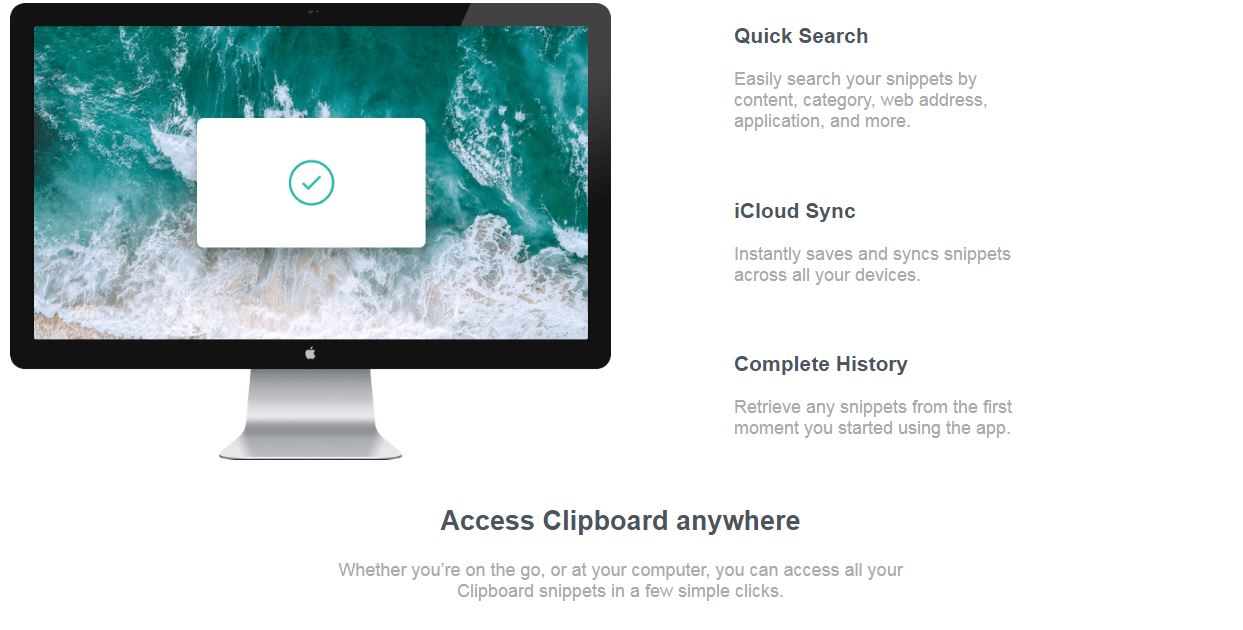 Quick Search
Easily search your snippets by
content, category, web address,
application, and more.
iCloud Sync
Instantly saves and syncs snippets
across all your devices.
Complete History
Retrieve any snippets from the first
moment you started using the app.
Access Clipboard anywhere
Whether you’re on the go, or at your computer, you can access all your
Clipboard snippets in a few simple clicks.